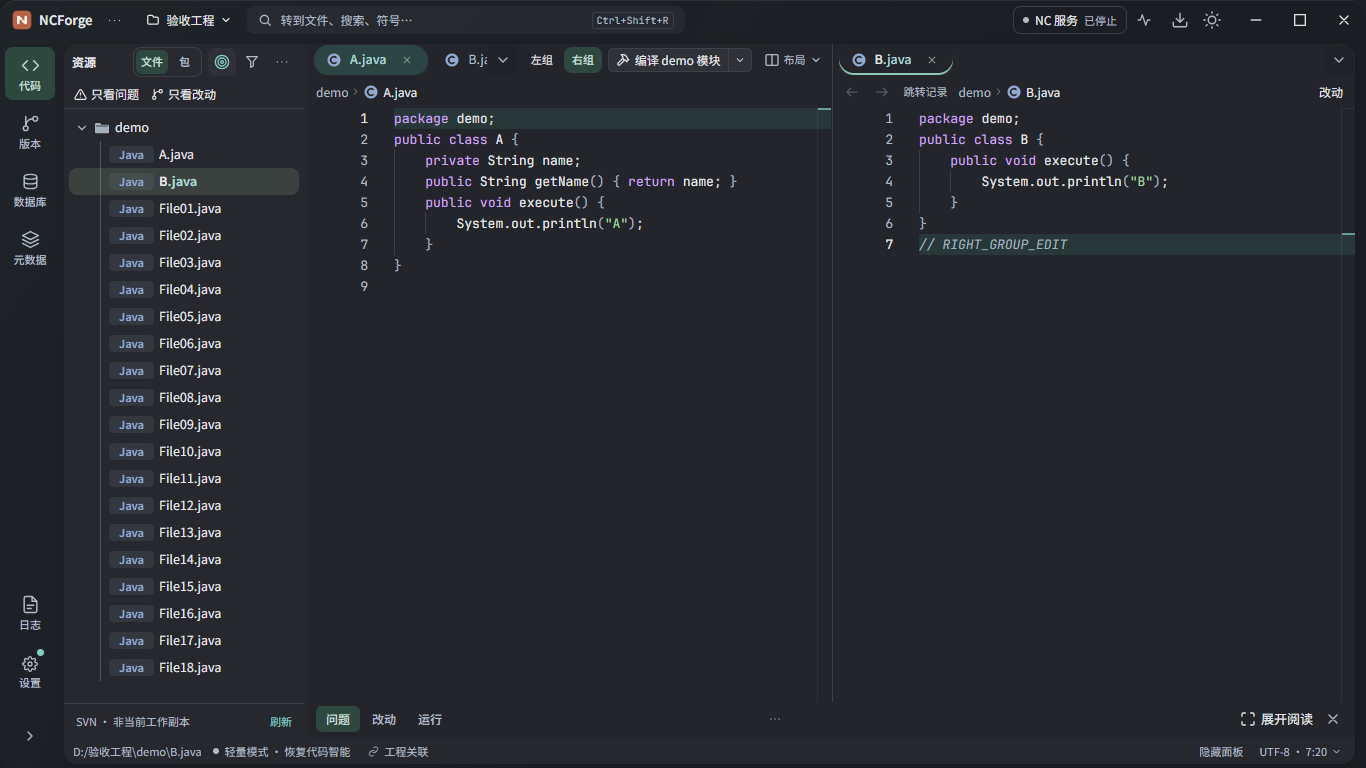 NCForge ··· 验收工程 转到文件、搜索、符号… Ctrl+Shift+R NC 服务 已停止
代码
版本
数据库
元数据
日志
设置
资源 文件 包 ···
只看问题 只看改动
demo
Java A.java
Java B.java
Java File01.java
Java File02.java
Java File03.java
Java File04.java
Java File05.java
Java File06.java
Java File07.java
Java File08.java
Java File09.java
Java File10.java
Java File11.java
Java File12.java
Java File13.java
Java File14.java
Java File15.java
Java File16.java
Java File17.java
Java File18.java
SVN • 非当前工作副本 刷新
A.java × B.ja 左组 右组 编译 demo 模块 布局
demo › A.java
1 package demo;
2 public class A {
3 private String name;
4 public String getName() { return name; }
5 public void execute() {
6 System.out.println("A");
7 }
8 }
9
B.java ×
← → 跳转记录 demo › B.java 改动
1 package demo;
2 public class B {
3 public void execute() {
4 System.out.println("B");
5 }
6 }
7 // RIGHT_GROUP_EDIT
问题 改动 运行 ··· 展开阅读 ×
D:/验收工程\demo\B.java 轻量模式 • 恢复代码智能 工程关联 隐藏面板 UTF-8 • 7:20